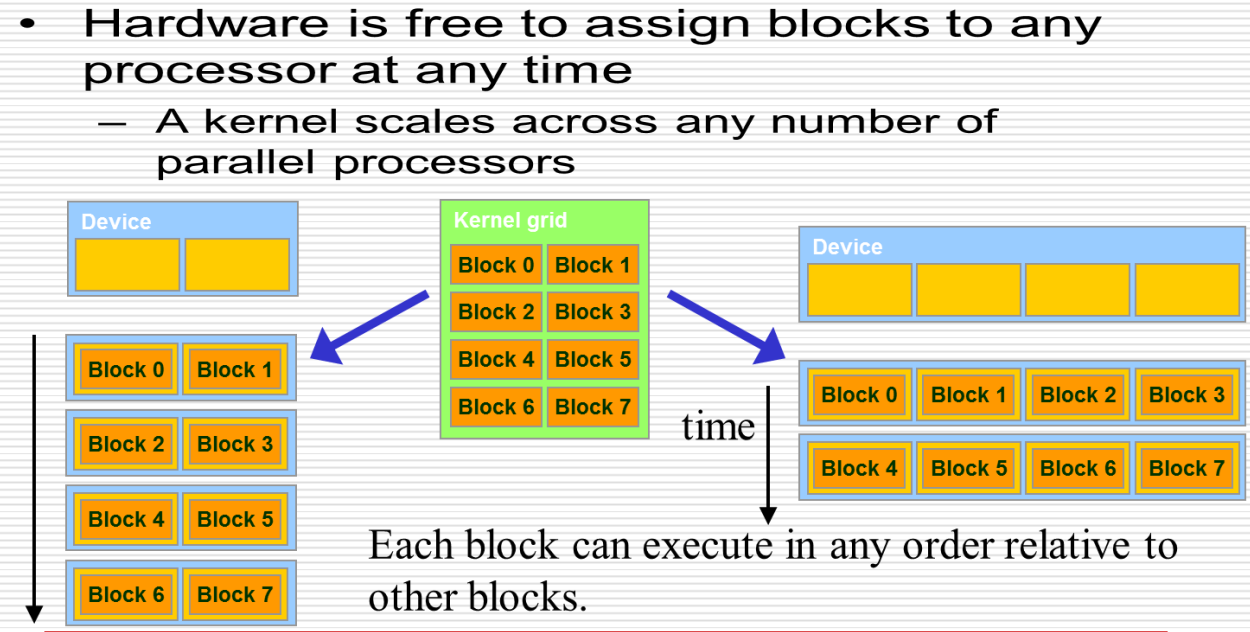 • Hardware is free to assign blocks to any
processor at any time
– A kernel scales across any number of
parallel processors
Device
Block 0 Block 1
Block 2 Block 3
Block 4 Block 5
Block 6 Block 7
Kernel grid
Block 0 Block 1
Block 2 Block 3
Block 4 Block 5
Block 6 Block 7
Device
time
Block 0 Block 1 Block 2 Block 3
Block 4 Block 5 Block 6 Block 7
Each block can execute in any order relative to
other blocks.